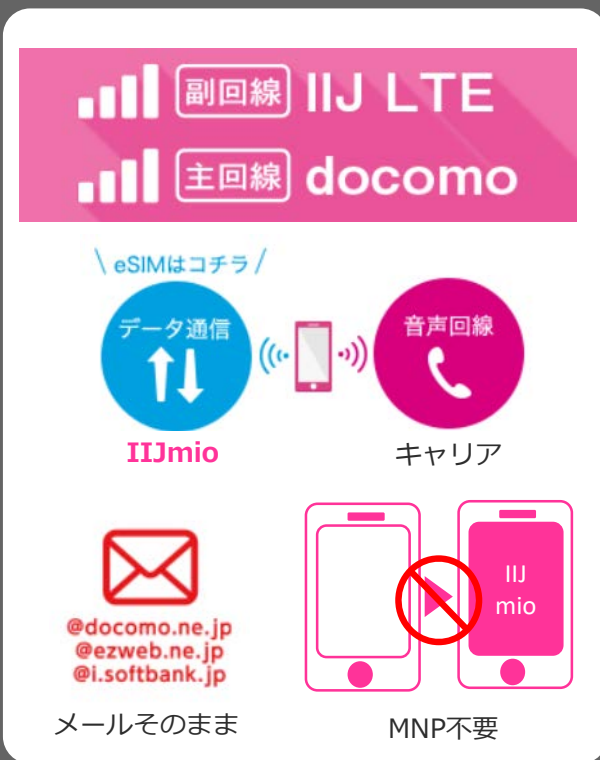 副回線 IIJ LTE
主回線 docomo
\ eSIMはコチラ /
データ通信
音声回線
IIJmio
キャリア
IIJ
mio
@docomo.ne.jp
@ezweb.ne.jp
@i.softbank.jp
メールそのまま
MNP不要